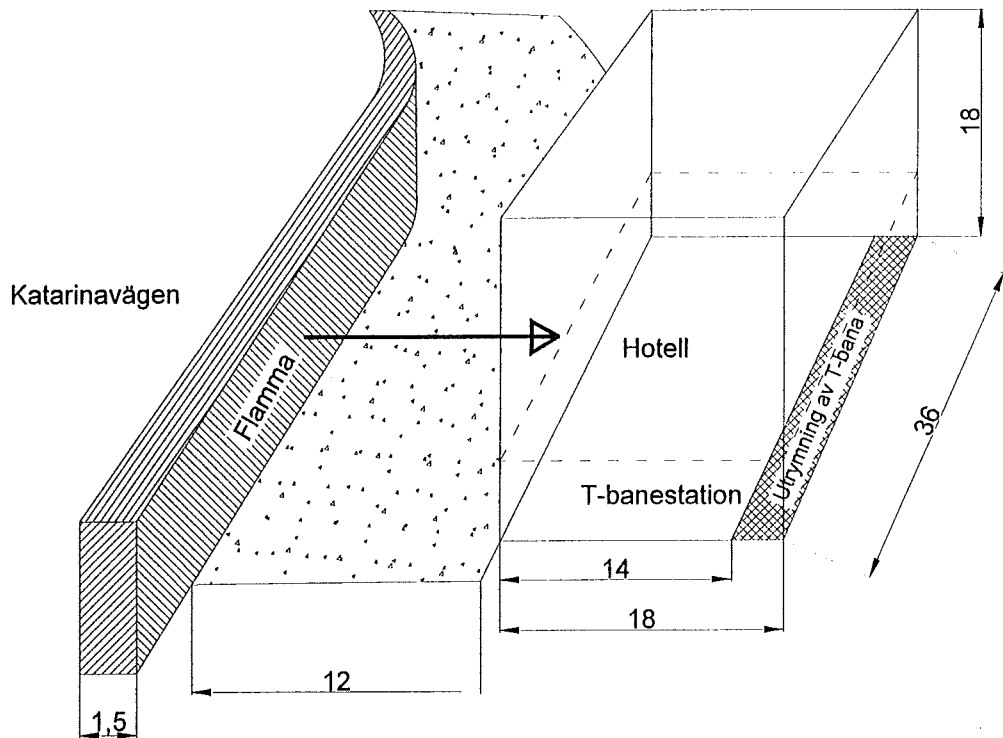 18
Katarinavägen
Flamma
Hotell
Utrymning av T-bana
36
T-banestation
14
18
12
1,5